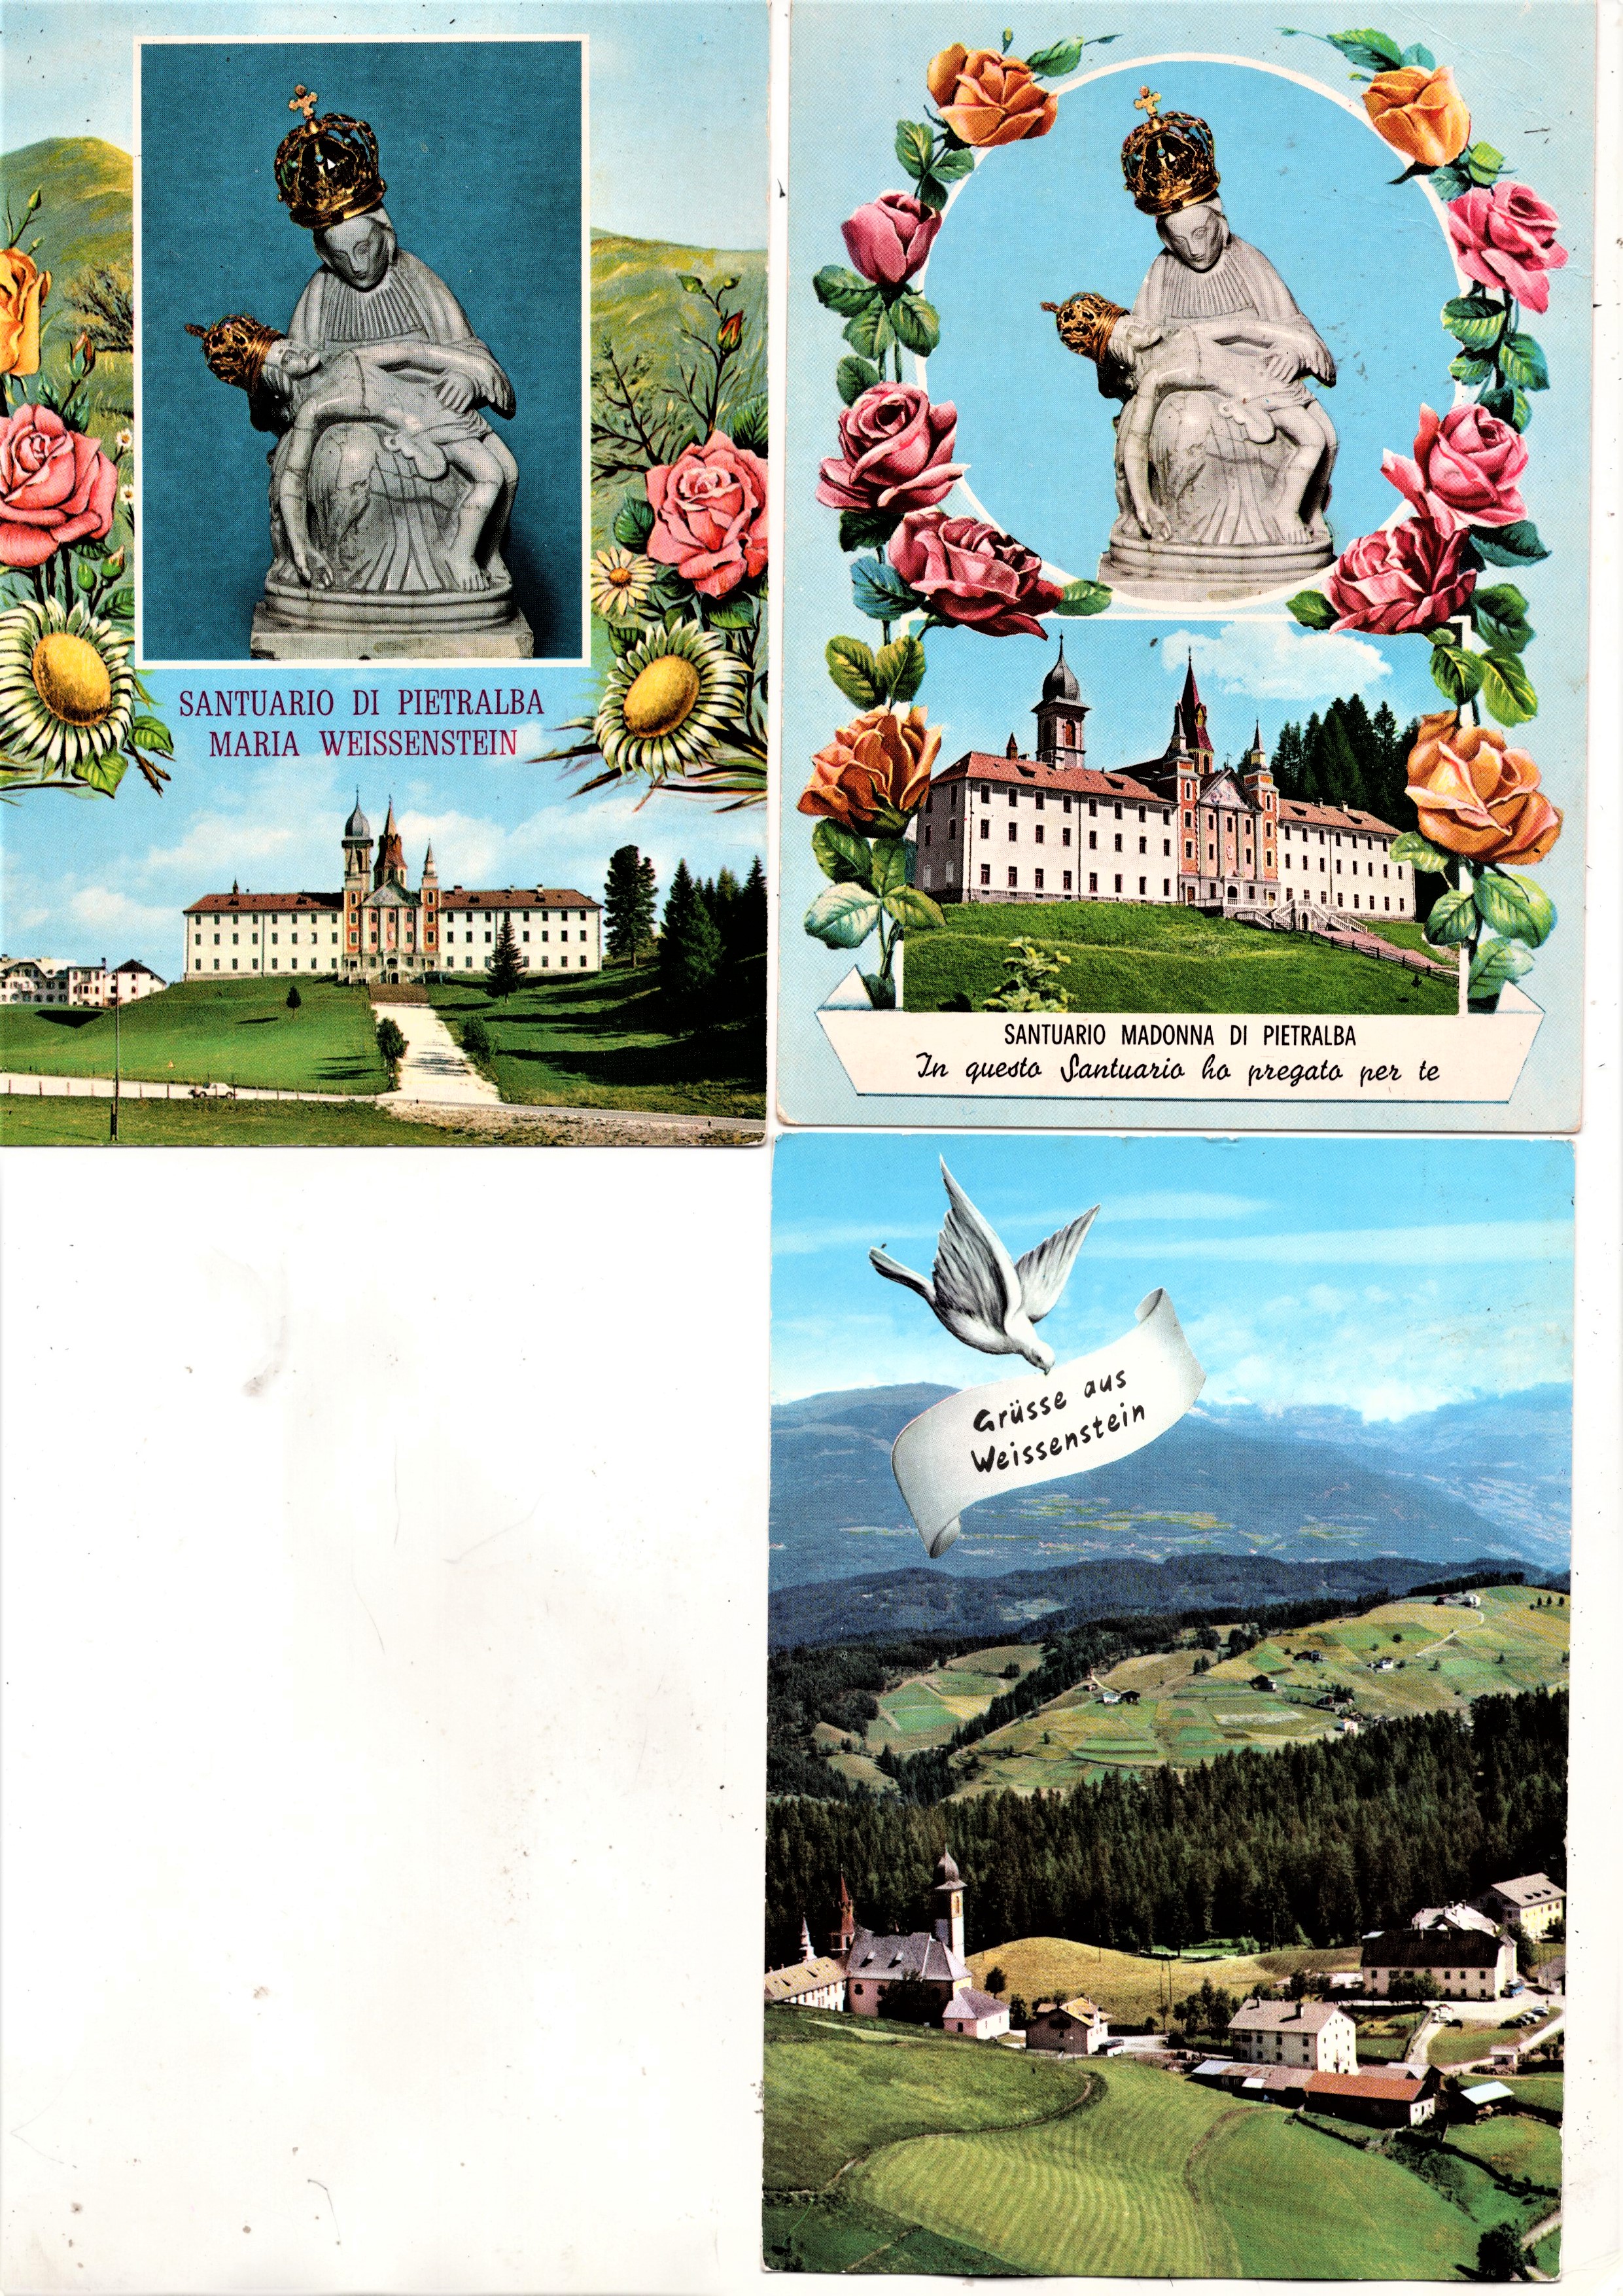 SANTUARIO DI PIETRALBA
MARIA WEISSENSTEIN
SANTUARIO MADONNA DI PIETRALBA
In questo Santuario ho pregato per te
Grüsse aus
Weissenstein